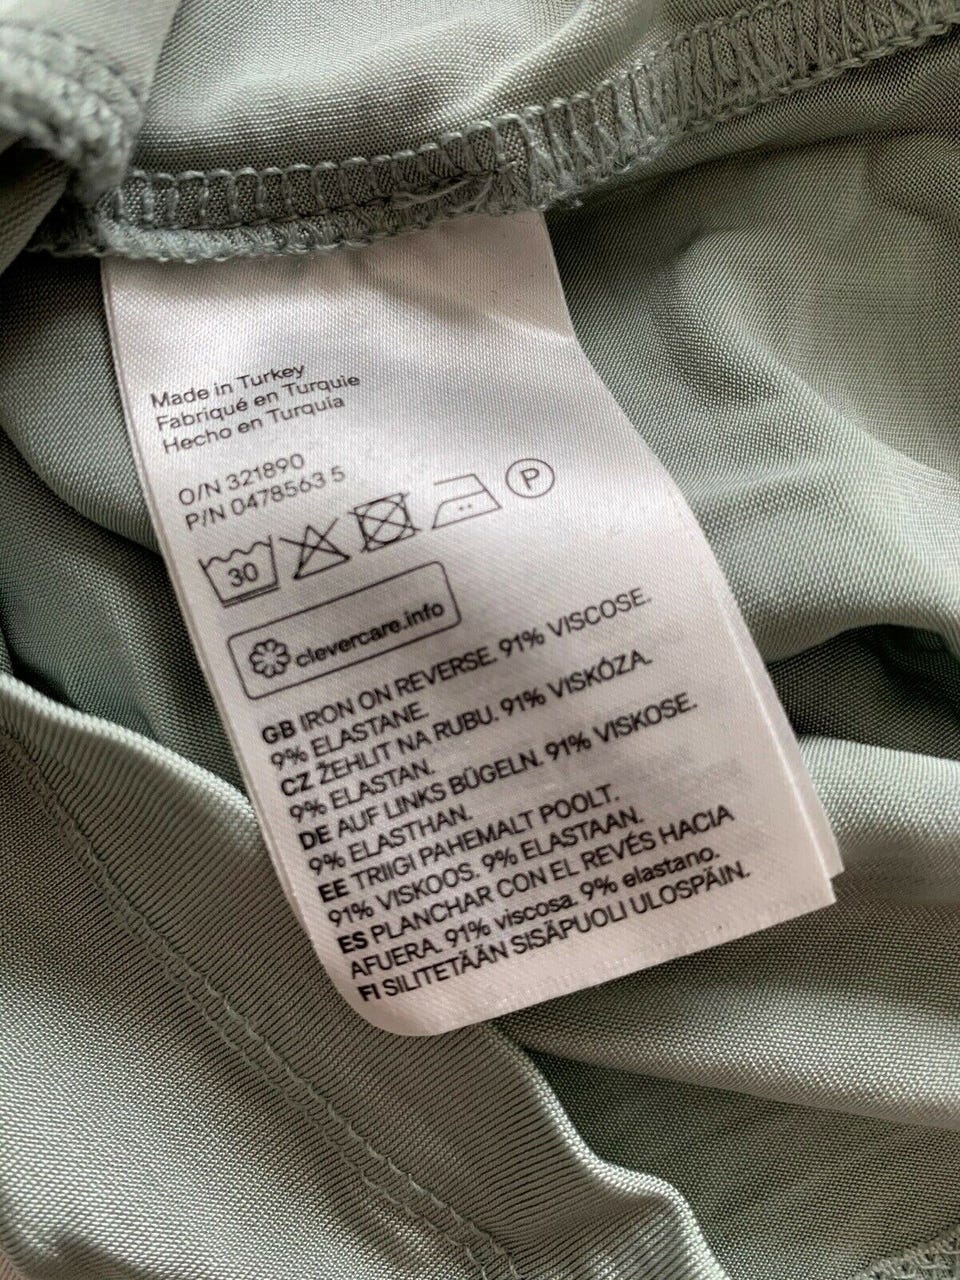 Made in Turkey
Fabriqué en Turquie
Hecho en Turquia
O/N 321890
P/N 0478563 5
30
P
clevercare.info
GB IRON ON REVERSE. 91% VISCOSE.
9% ELASTANE.
CZ ŽEHLIT NA RUBU. 91% VISKÓZA.
9% ELASTAN.
DE AUF LINKS BÜGELN. 91% VISKOSE.
9% ELASTHAN.
EE TRIIGI PAHEMALT POOLT.
91% VISKOOS. 9% ELASTAAN.
ES PLANCHAR CON EL REVÉS HACIA
AFUERA. 91% viscosa. 9% elastano.
FI SILITETÄÄN SISÄPUOLI ULOSPÄIN.